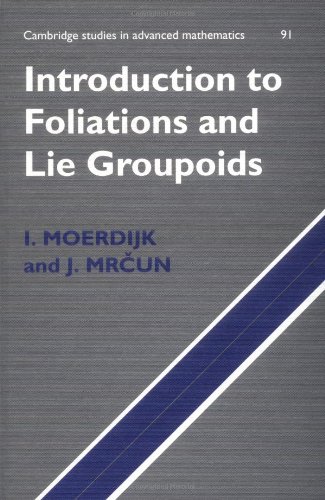 Cambridge studies in advanced mathematics 91
Introduction to
Foliations and
Lie Groupoids
I. MOERDIJK
and J. MRČUN